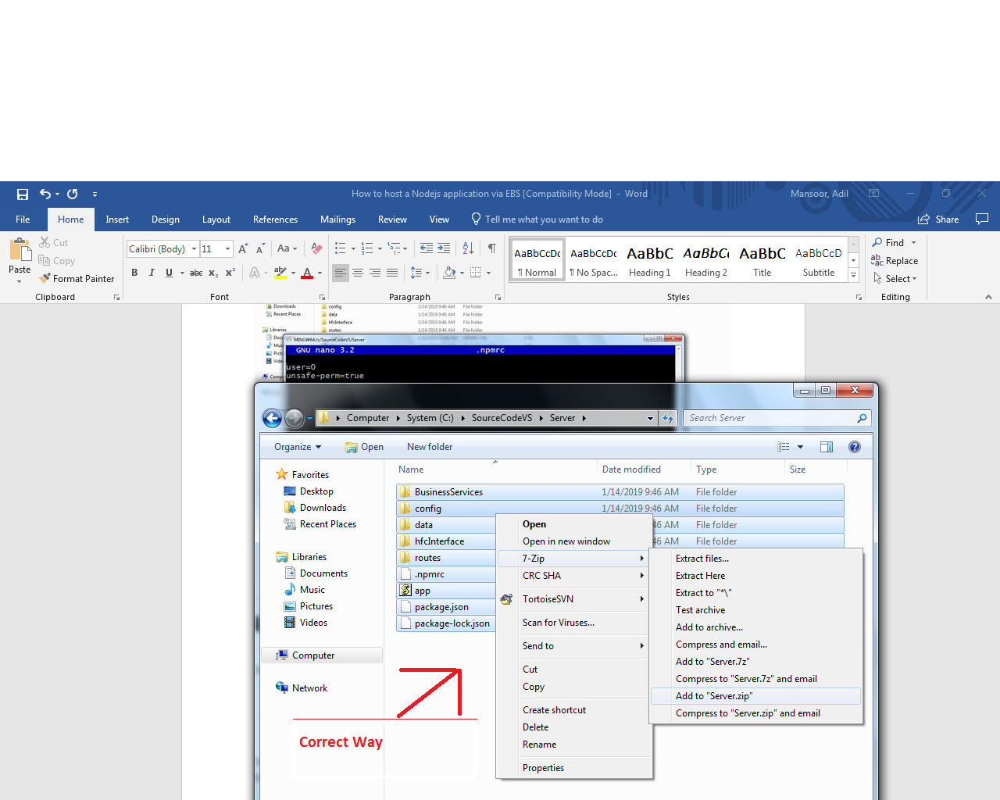 How to host a Nodejs application via EBS [Compatibility Mode] - Word
Mansoor, Adil
File Home Insert Design Layout References Mailings Review View Tell me what you want to do Share
Paste
Cut
Copy
Format Painter
Clipboard
Calibri (Body) 11
Font
Paragraph
AaBbCcDc
¶ Normal
AaBbCcDc
¶ No Spac...
AaBbC
Heading 1
AaBbCc
Heading 2
AaBbC
Title
AaBbCcD
Subtitle
Styles
Find
Replace
Select
Editing
Downloads
Recent Places
Libraries
config 1/14/2019 9:46 AM File folder
data 1/14/2019 9:46 AM File folder
hfcInterface 1/14/2019 9:46 AM File folder
routes
MINGW64:/c/SourceCodeVS/Server
GNU nano 3.2 .npmrc
user=0
unsafe-perm=true
Computer System (C:) SourceCodeVS Server
Search Server
Organize Open New folder
Name Date modified Type Size
Favorites
Desktop
Downloads
Recent Places
Libraries
Documents
Music
Pictures
Videos
Computer
Network
BusinessServices 1/14/2019 9:46 AM File folder
config 1/14/2019 9:46 AM File folder
data 9:46 AM File folder
hfcInterface 9:46 AM File folder
routes
.npmrc
app
package.json
package-lock.json
Open
Open in new window
7-Zip
CRC SHA
TortoiseSVN
Scan for Viruses...
Send to
Cut
Copy
Create shortcut
Delete
Rename
Properties
Extract files...
Extract Here
Extract to "*\"
Test archive
Add to archive...
Compress and email...
Add to "Server.7z"
Compress to "Server.7z" and email
Add to "Server.zip"
Compress to "Server.zip" and email
Correct Way